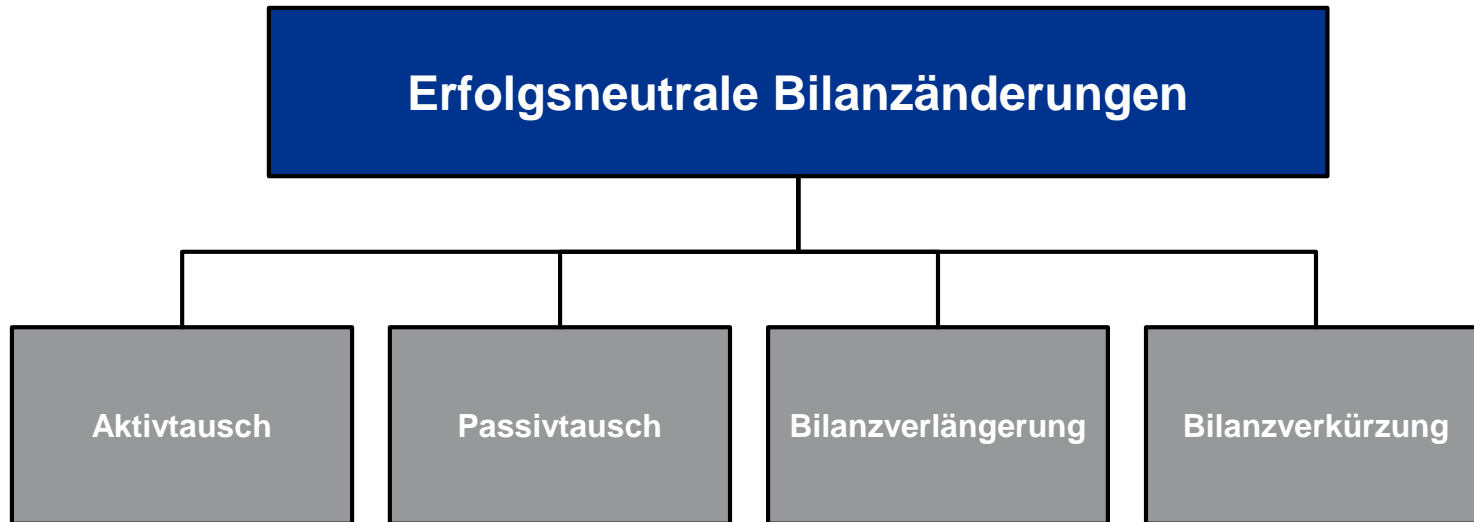 Erfolgsneutrale Bilanzänderungen
Aktivtausch
Passivtausch
Bilanzverlängerung
Bilanzverkürzung